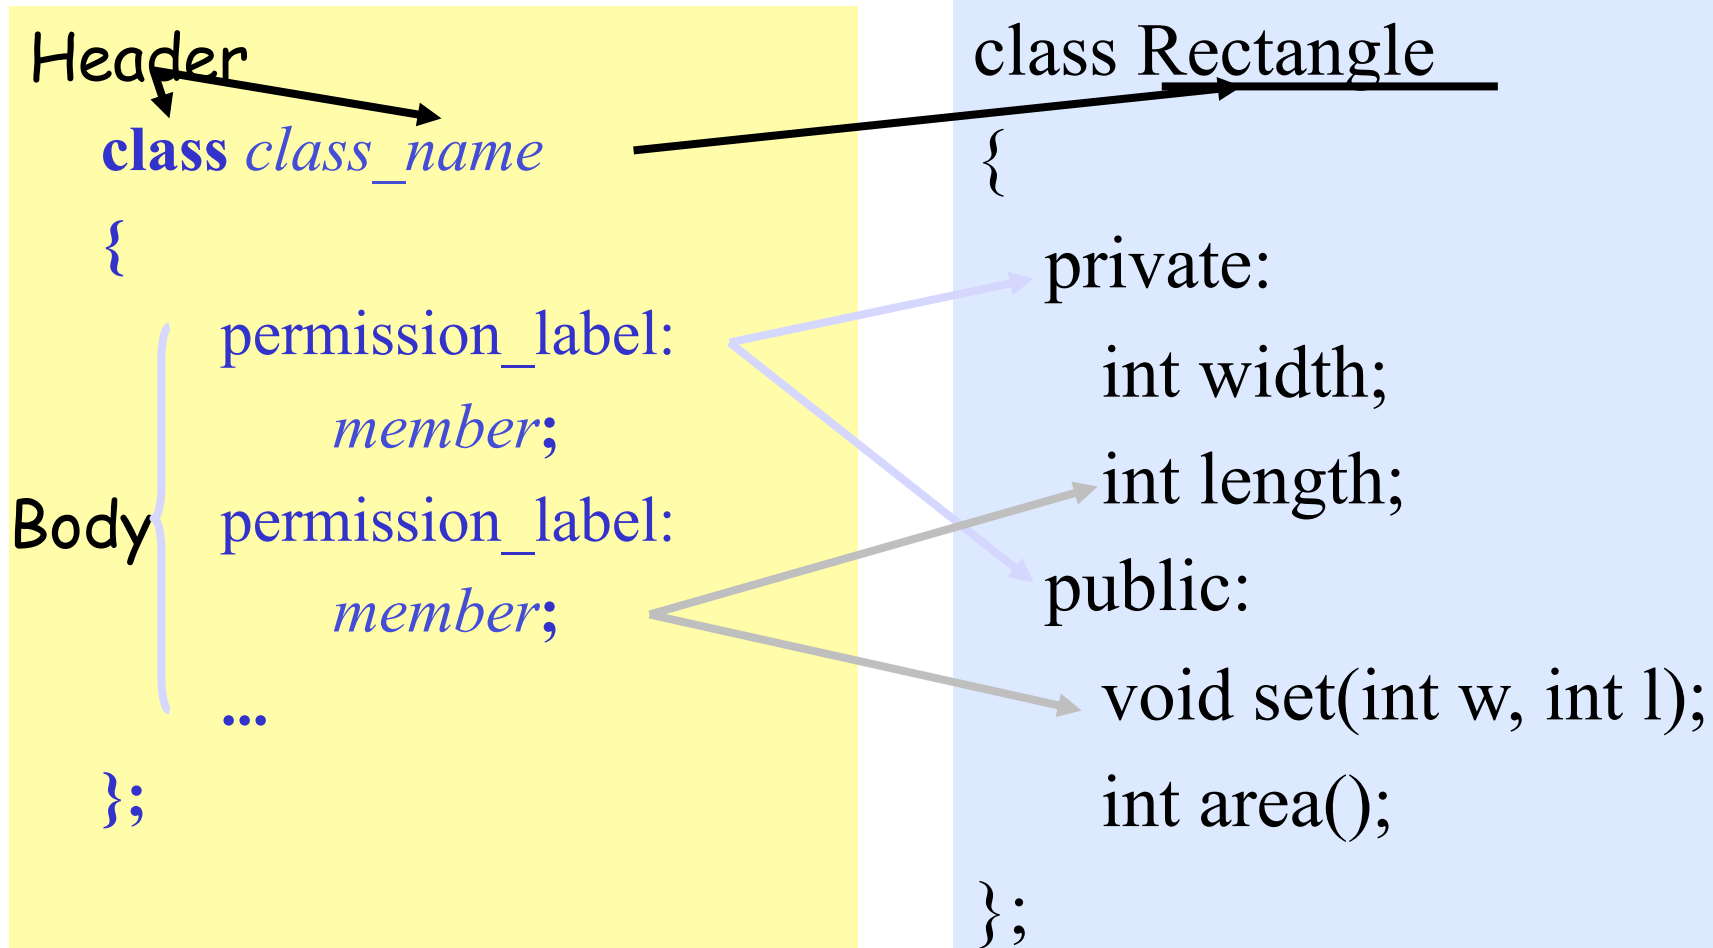 Header
class class_name
{
permission_label:
member;
Body
permission_label:
member;
...
};
class Rectangle
{
private:
int width;
int length;
public:
void set(int w, int l);
int area();
};